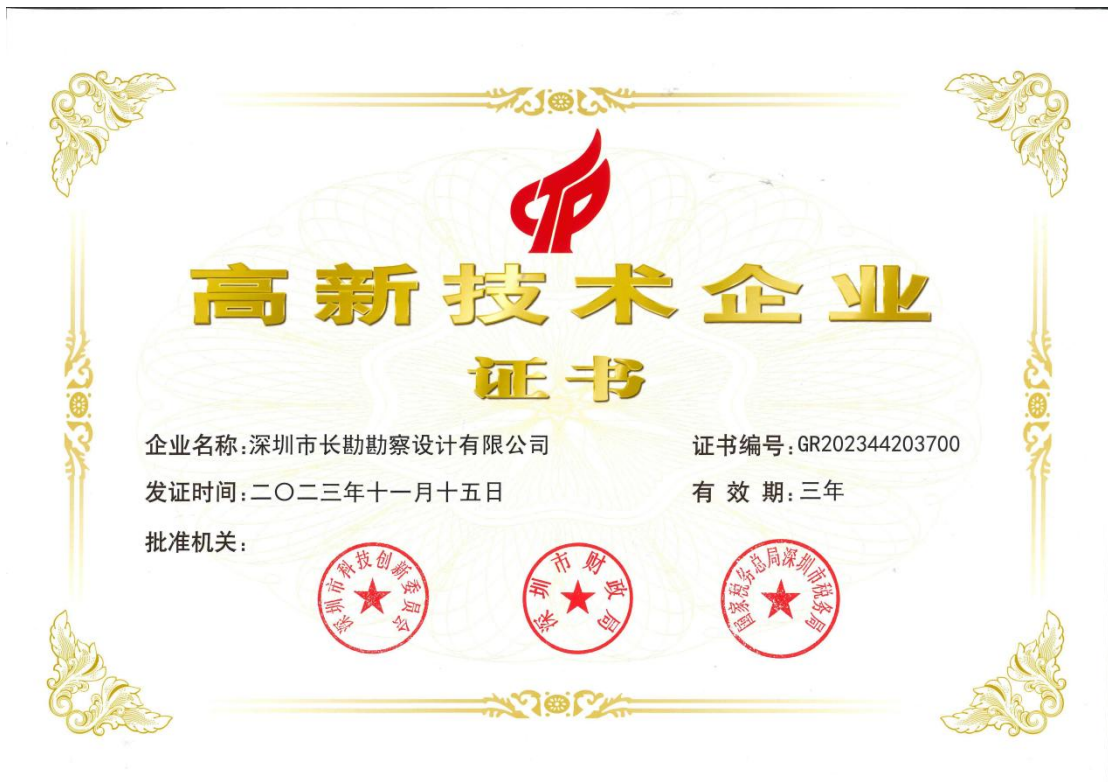 高新技术企业
证书
企业名称:深圳市长勘勘察设计有限公司
证书编号:GR202344203700
发证时间:二〇二三年十一月十五日
有 效 期:三年
批准机关:
深圳市科技创新委员会
深圳市财政局
国家税务总局深圳市税务局